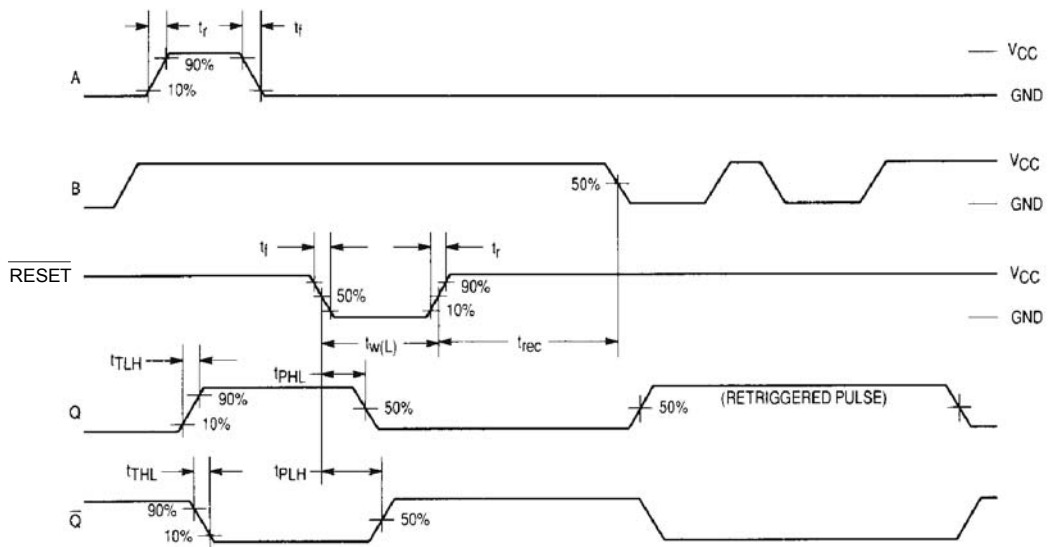 tr tf
VCC
90%
A
10%
GND
VCC
B
50%
GND
tf tr
RESET
VCC
90%
50%
10%
GND
tw(L) trec
tTLH
tPHL
90%
(RETRIGGERED PULSE)
Q
50%
50%
10%
tTHL
tPLH
90%
50%
Q
10%